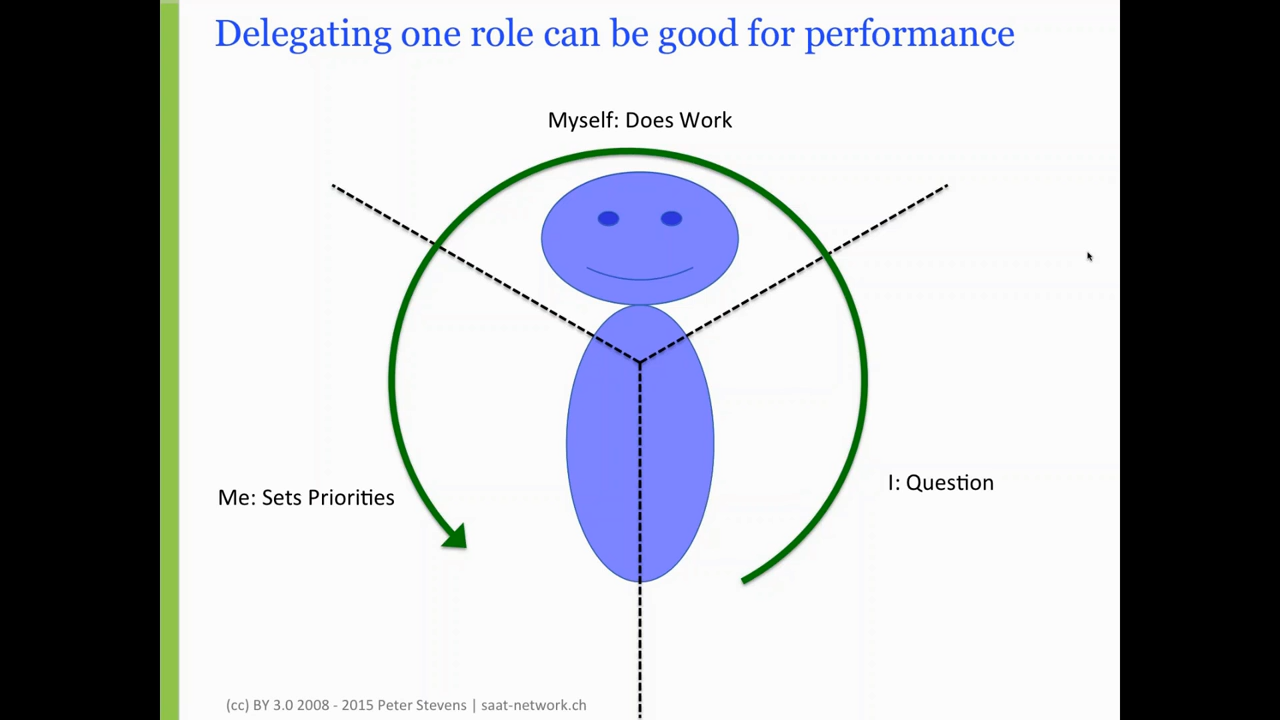 Delegating one role can be good for performance
Myself: Does Work
I: Question
Me: Sets Priorities
(cc) BY 3.0 2008 - 2015 Peter Stevens | saat-network.ch